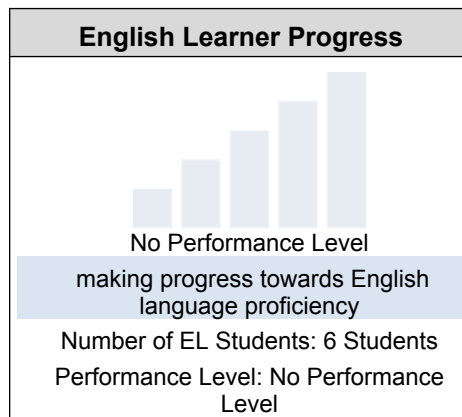 English Learner Progress
No Performance Level
making progress towards English
language proficiency
Number of EL Students: 6 Students
Performance Level: No Performance
Level